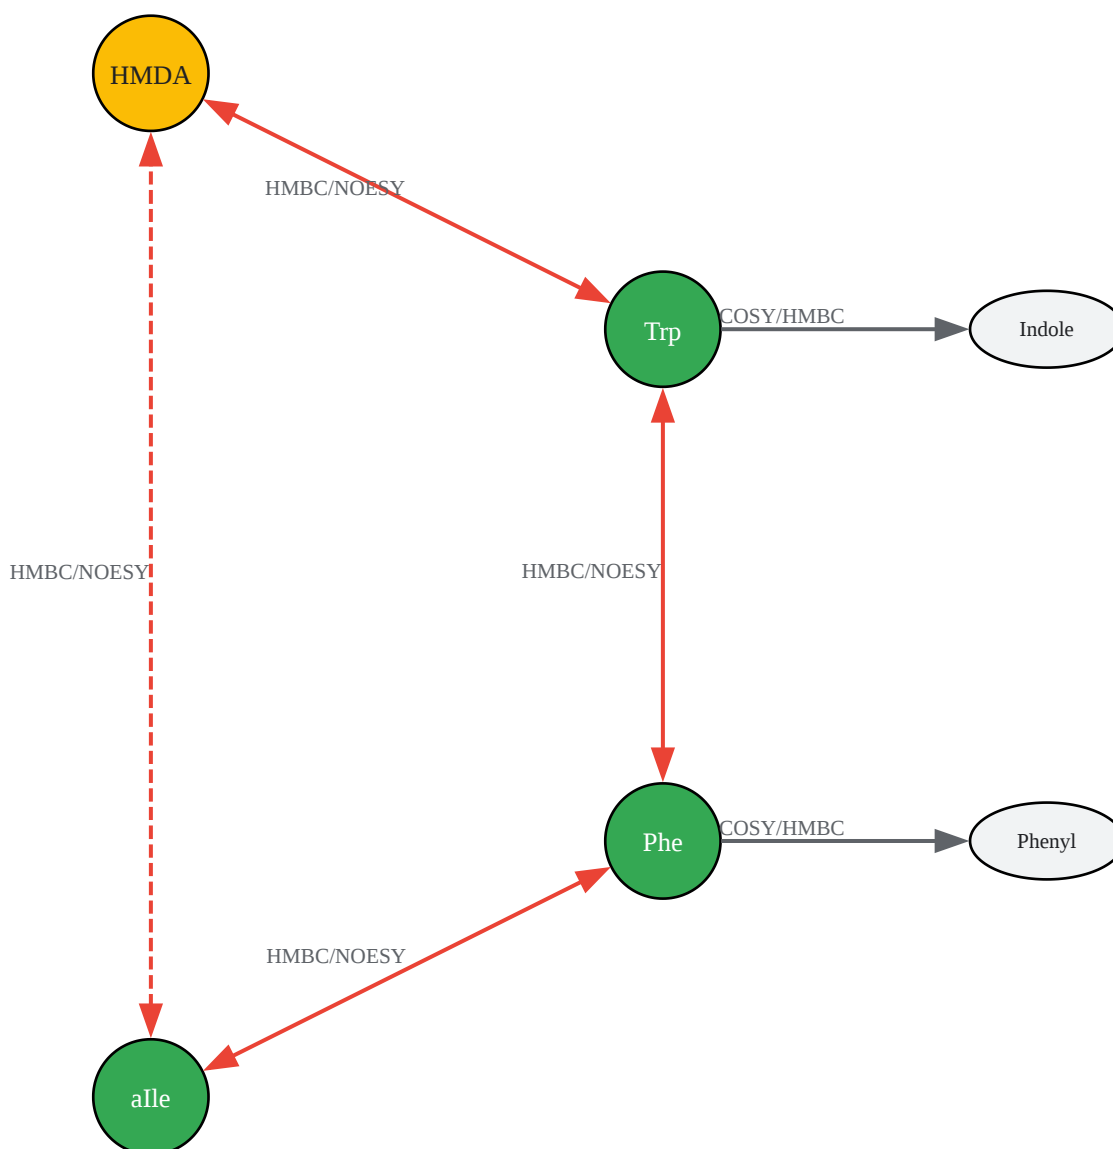 HMDA
HMBC/NOESY
Trp
COSY/HMBC
Indole
HMBC/NOESY
HMBC/NOESY
Phe
COSY/HMBC
Phenyl
HMBC/NOESY
aIle